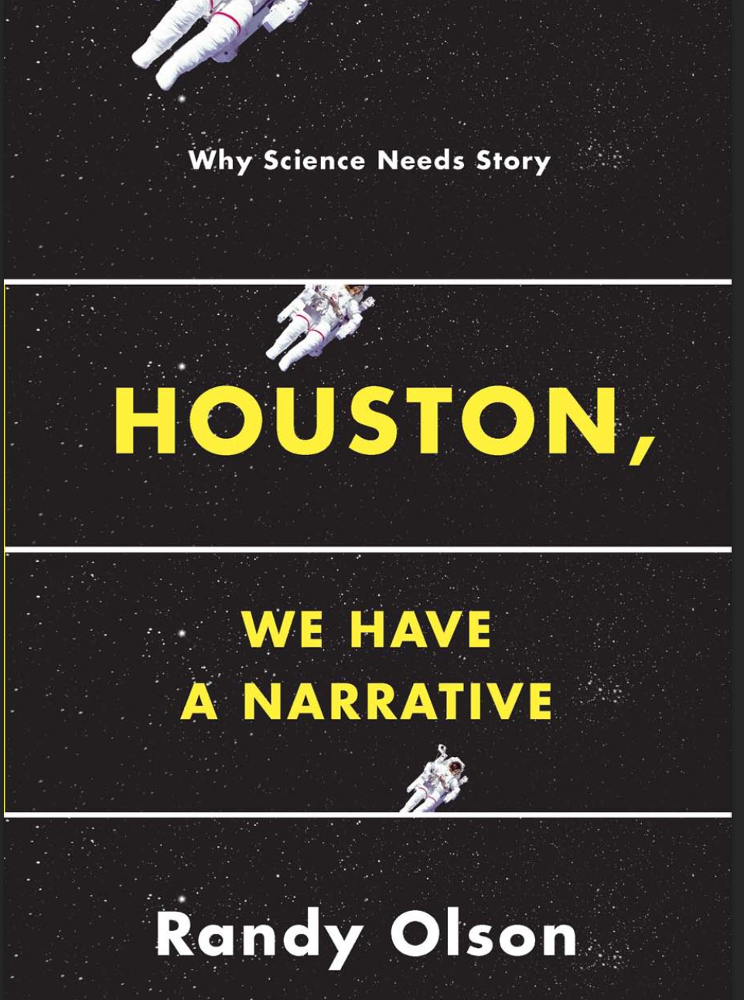 Why Science Needs Story
HOUSTON,
WE HAVE
A NARRATIVE
Randy Olson